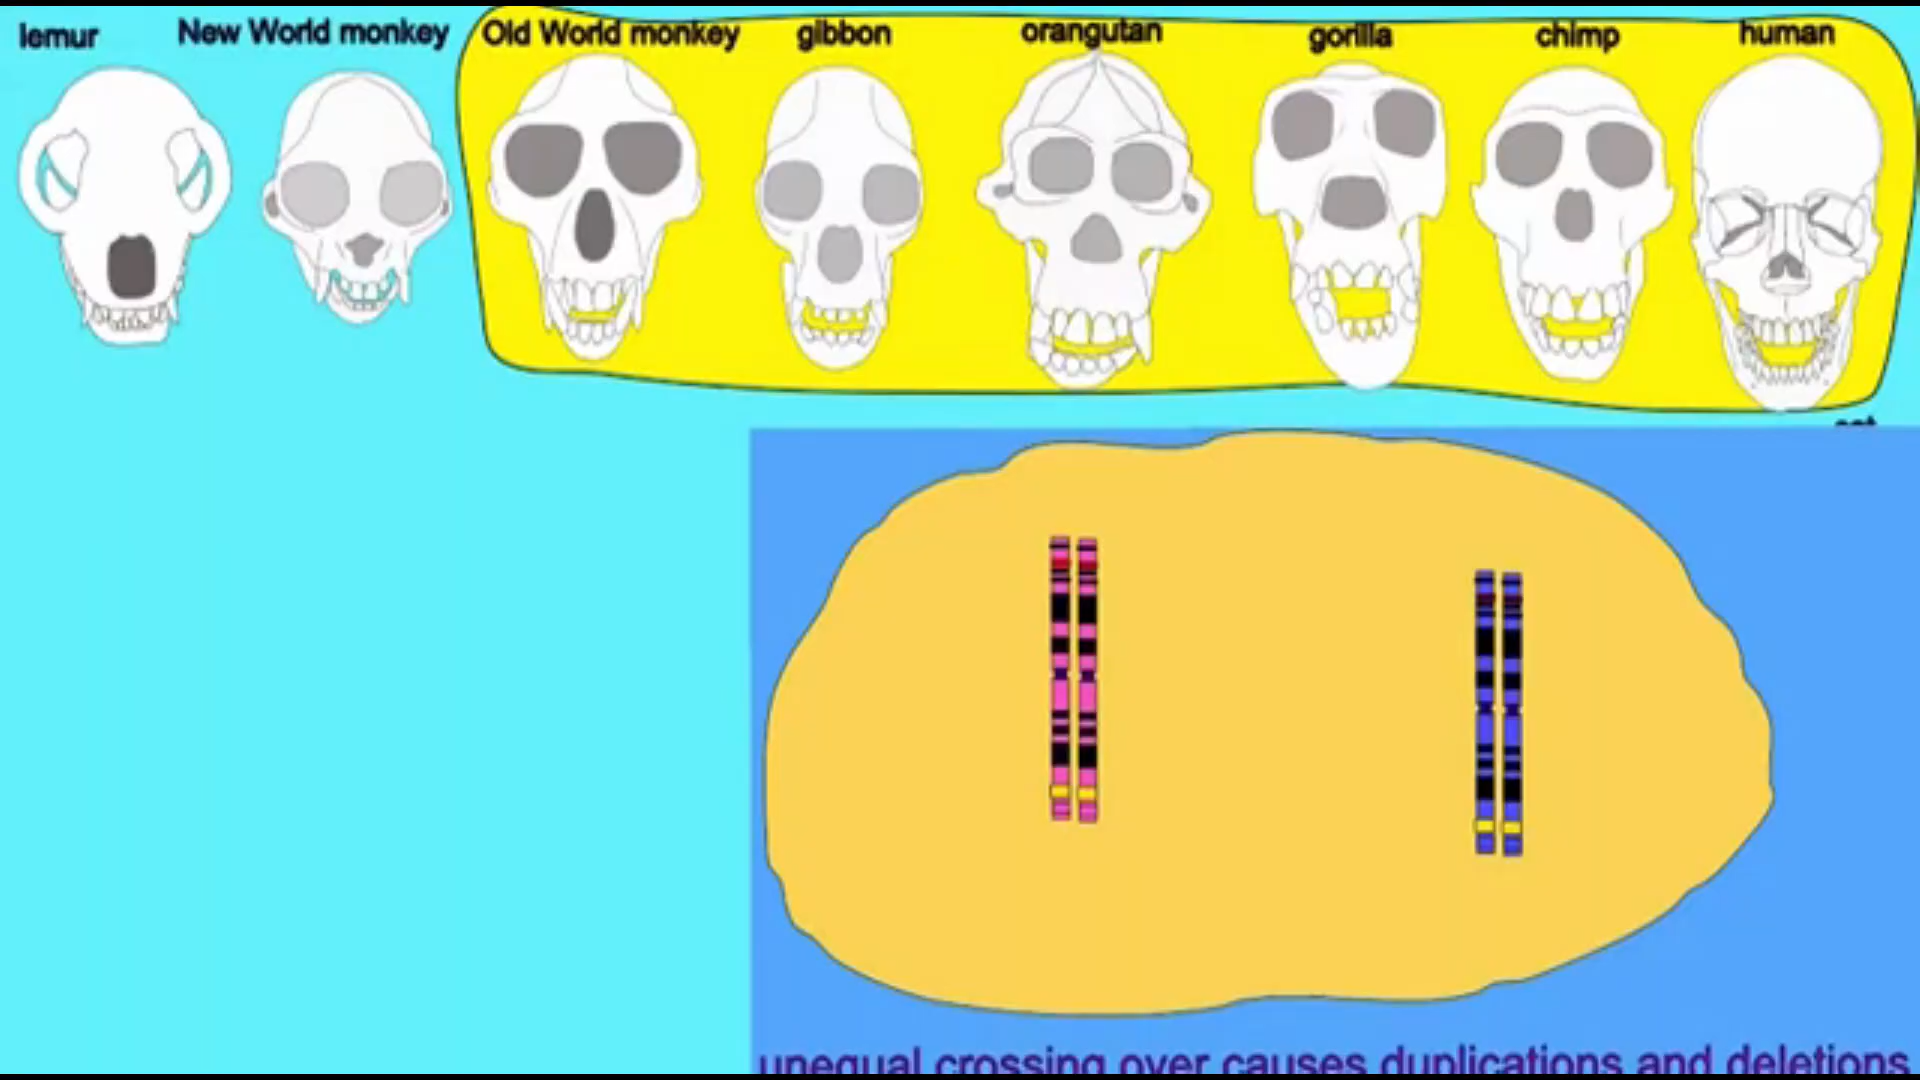 lemur
New World monkey
Old World monkey
gibbon
orangutan
gorilla
chimp
human
unequal crossing over causes duplications and deletions